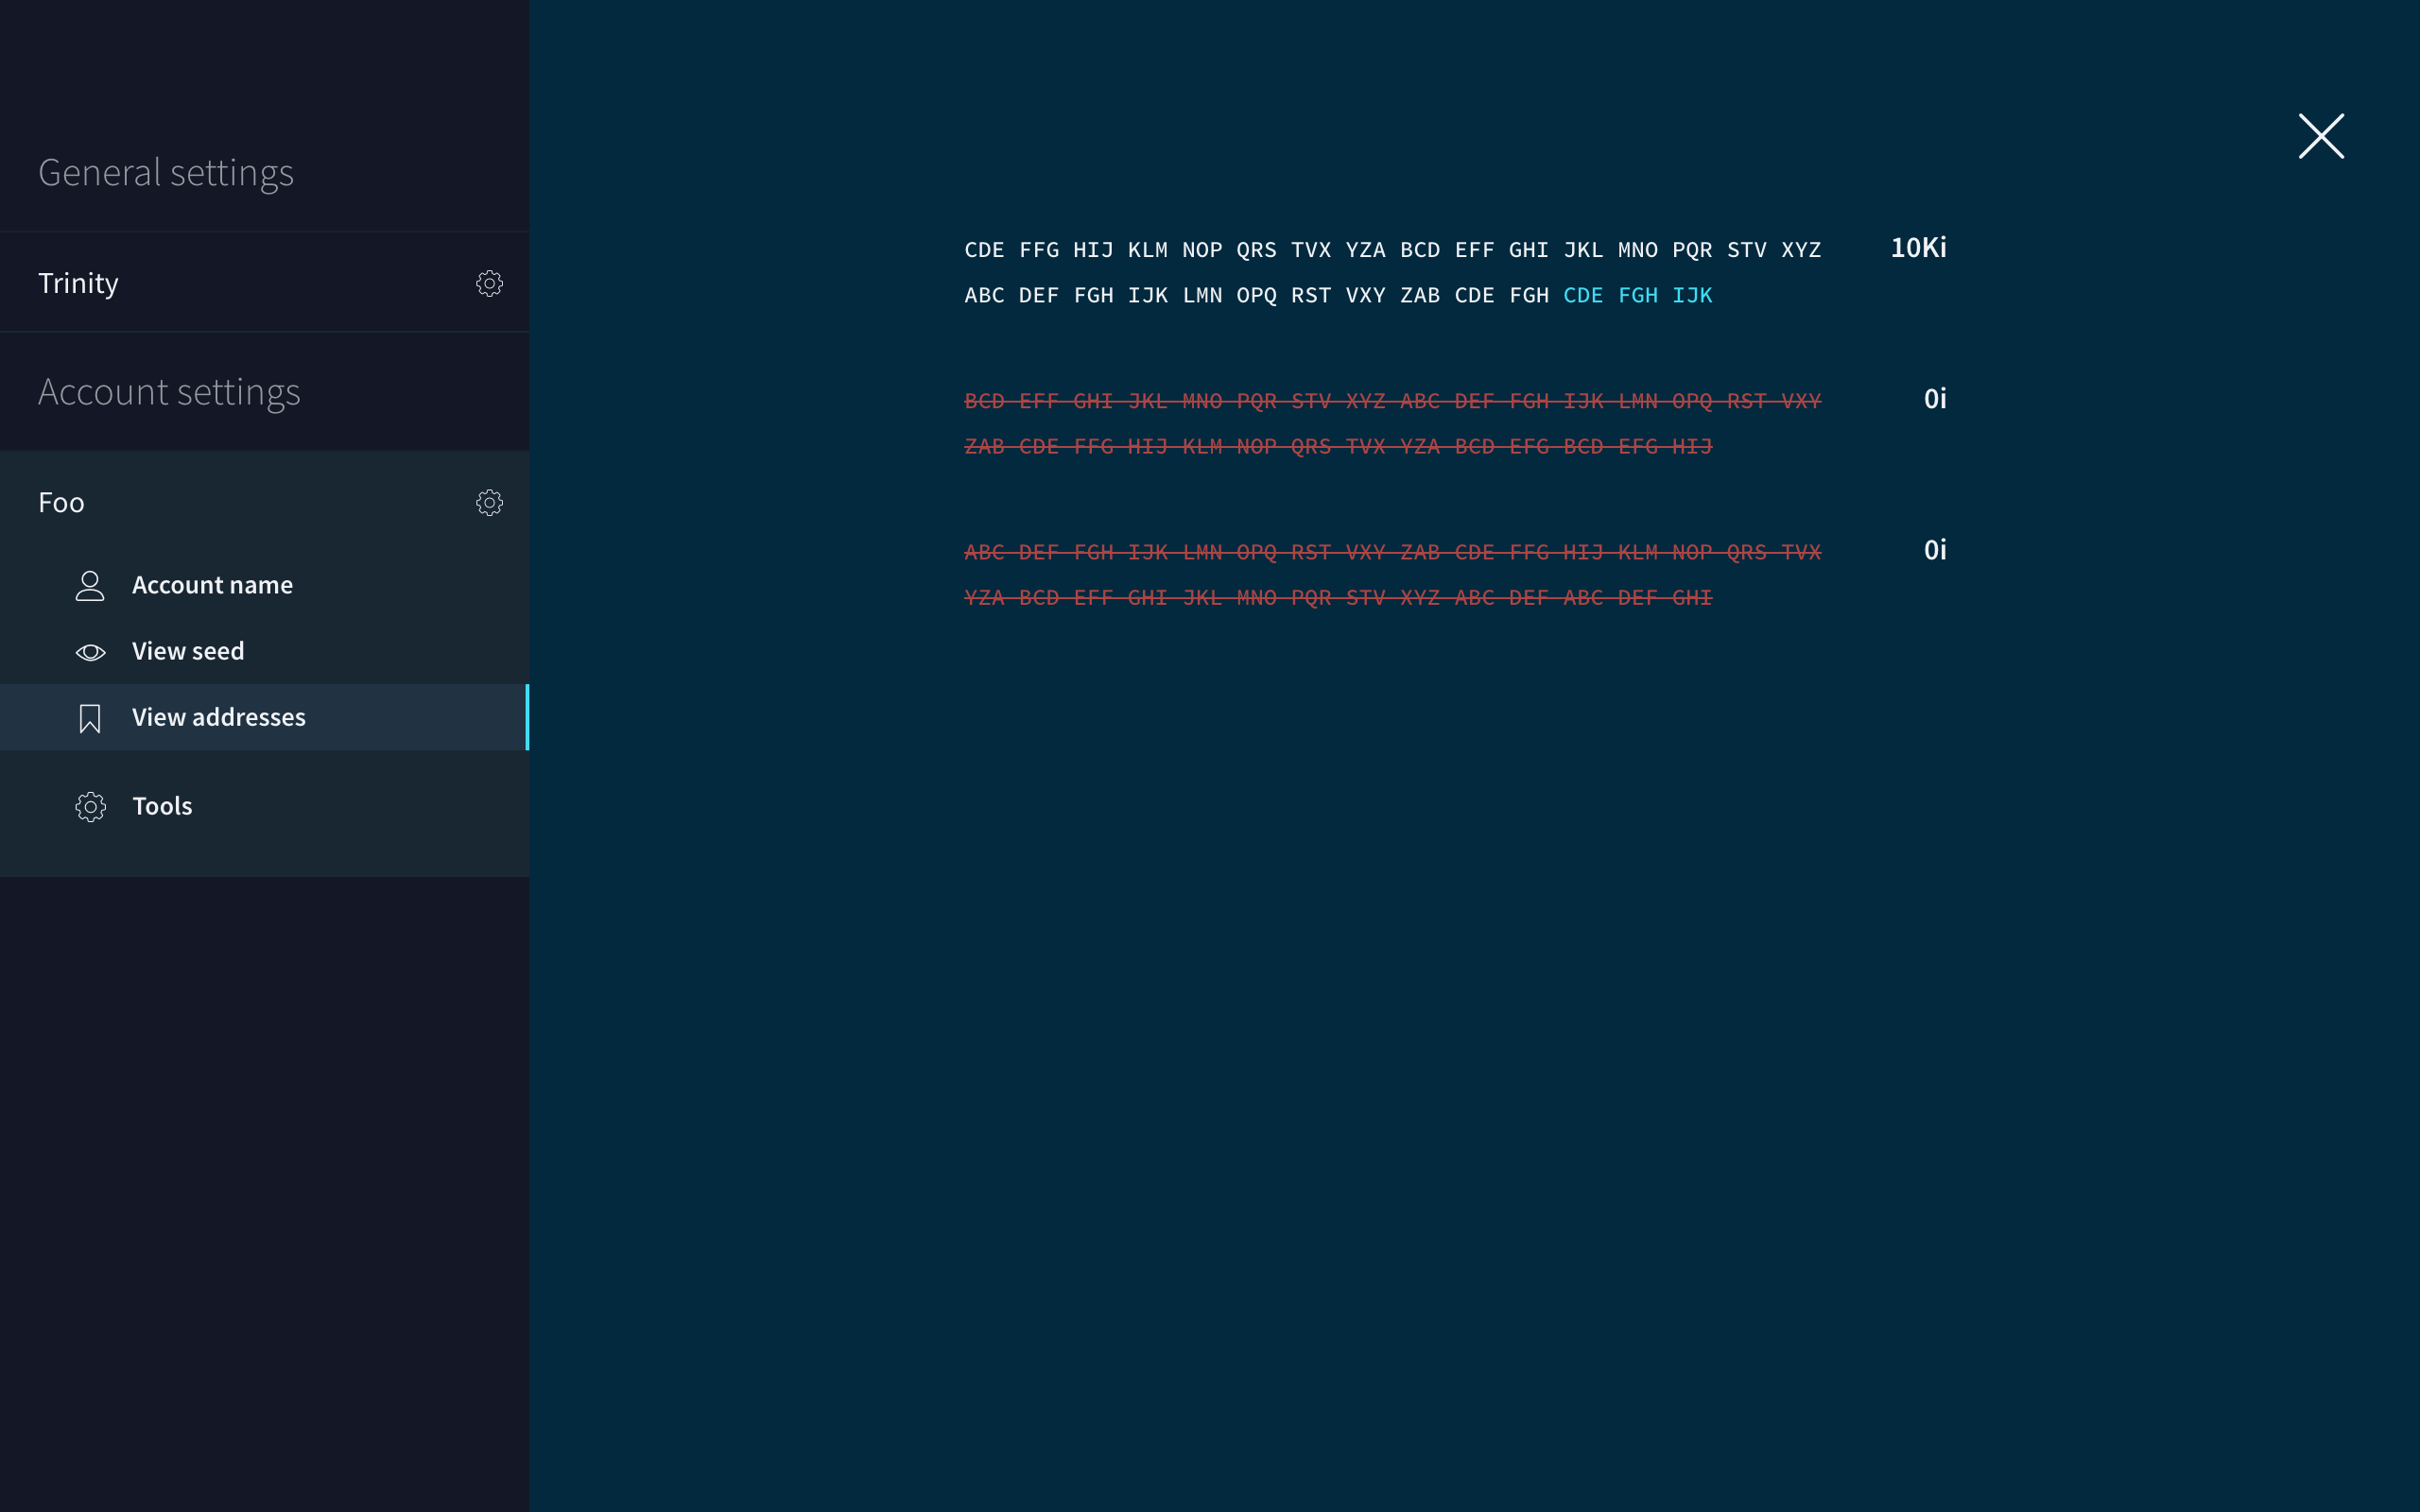 General settings
Trinity
Account settings
Foo
Account name
View seed
View addresses
Tools
CDE FFG HIJ KLM NOP QRS TVX YZA BCD EFF GHI JKL MNO PQR STV XYZ 10Ki
ABC DEF FGH IJK LMN OPQ RST VXY ZAB CDE FGH CDE FGH IJK
BCD EFF GHI JKL MNO PQR STV XYZ ABC DEF FGH IJK LMN OPQ RST VXY 0i
ZAB CDE FFG HIJ KLM NOP QRS TVX YZA BCD EFG BCD EFG HIJ
ABC DEF FGH IJK LMN OPQ RST VXY ZAB CDE FFG HIJ KLM NOP QRS TVX 0i
YZA BCD EFF GHI JKL MNO PQR STV XYZ ABC DEF ABC DEF GHI